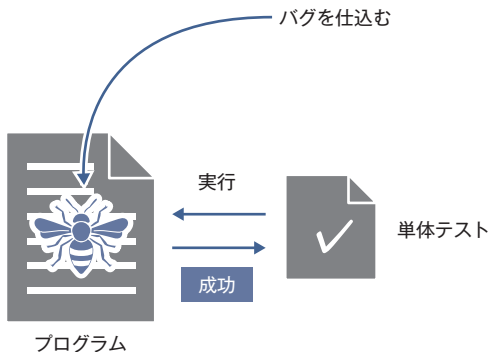 バグを仕込む
実行
単体テスト
成功
プログラム